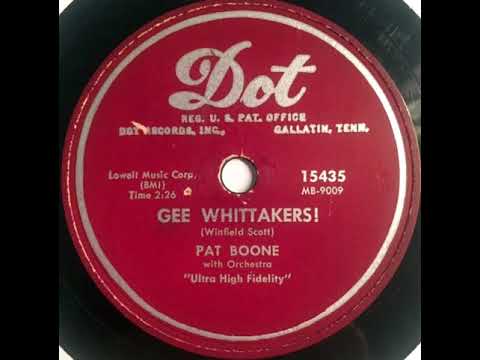 Dot
REG. U. S. PAT. OFFICE
DOT RECORDS, INC., GALLATIN, TENN.
Lowell Music Corp.
(BMI)
Time 2:26
15435
MB-9009
GEE WHITTAKERS!
(Winfield Scott)
PAT BOONE
with Orchestra
"Ultra High Fidelity"